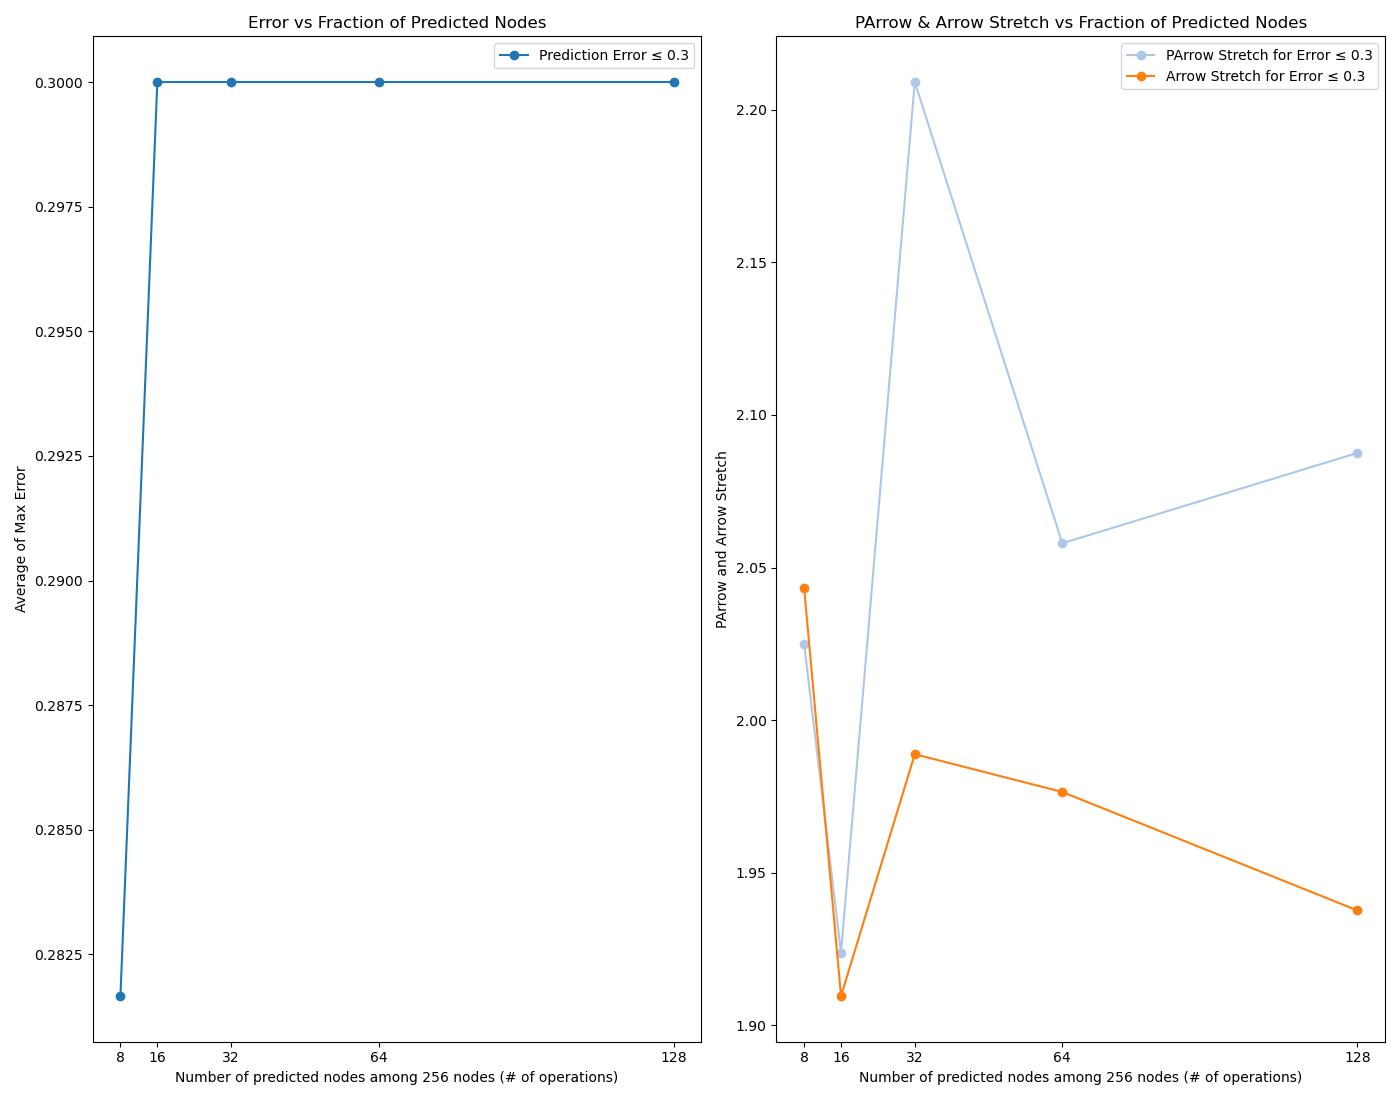 Error vs Fraction of Predicted Nodes
Prediction Error ≤ 0.3
0.3000
0.2975
0.2950
0.2925
0.2900
0.2875
0.2850
0.2825
Average of Max Error
8 16 32 64 128
Number of predicted nodes among 256 nodes (# of operations)
PArrow & Arrow Stretch vs Fraction of Predicted Nodes
PArrow Stretch for Error ≤ 0.3
Arrow Stretch for Error ≤ 0.3
2.20
2.15
2.10
2.05
2.00
1.95
1.90
PArrow and Arrow Stretch
8 16 32 64 128
Number of predicted nodes among 256 nodes (# of operations)